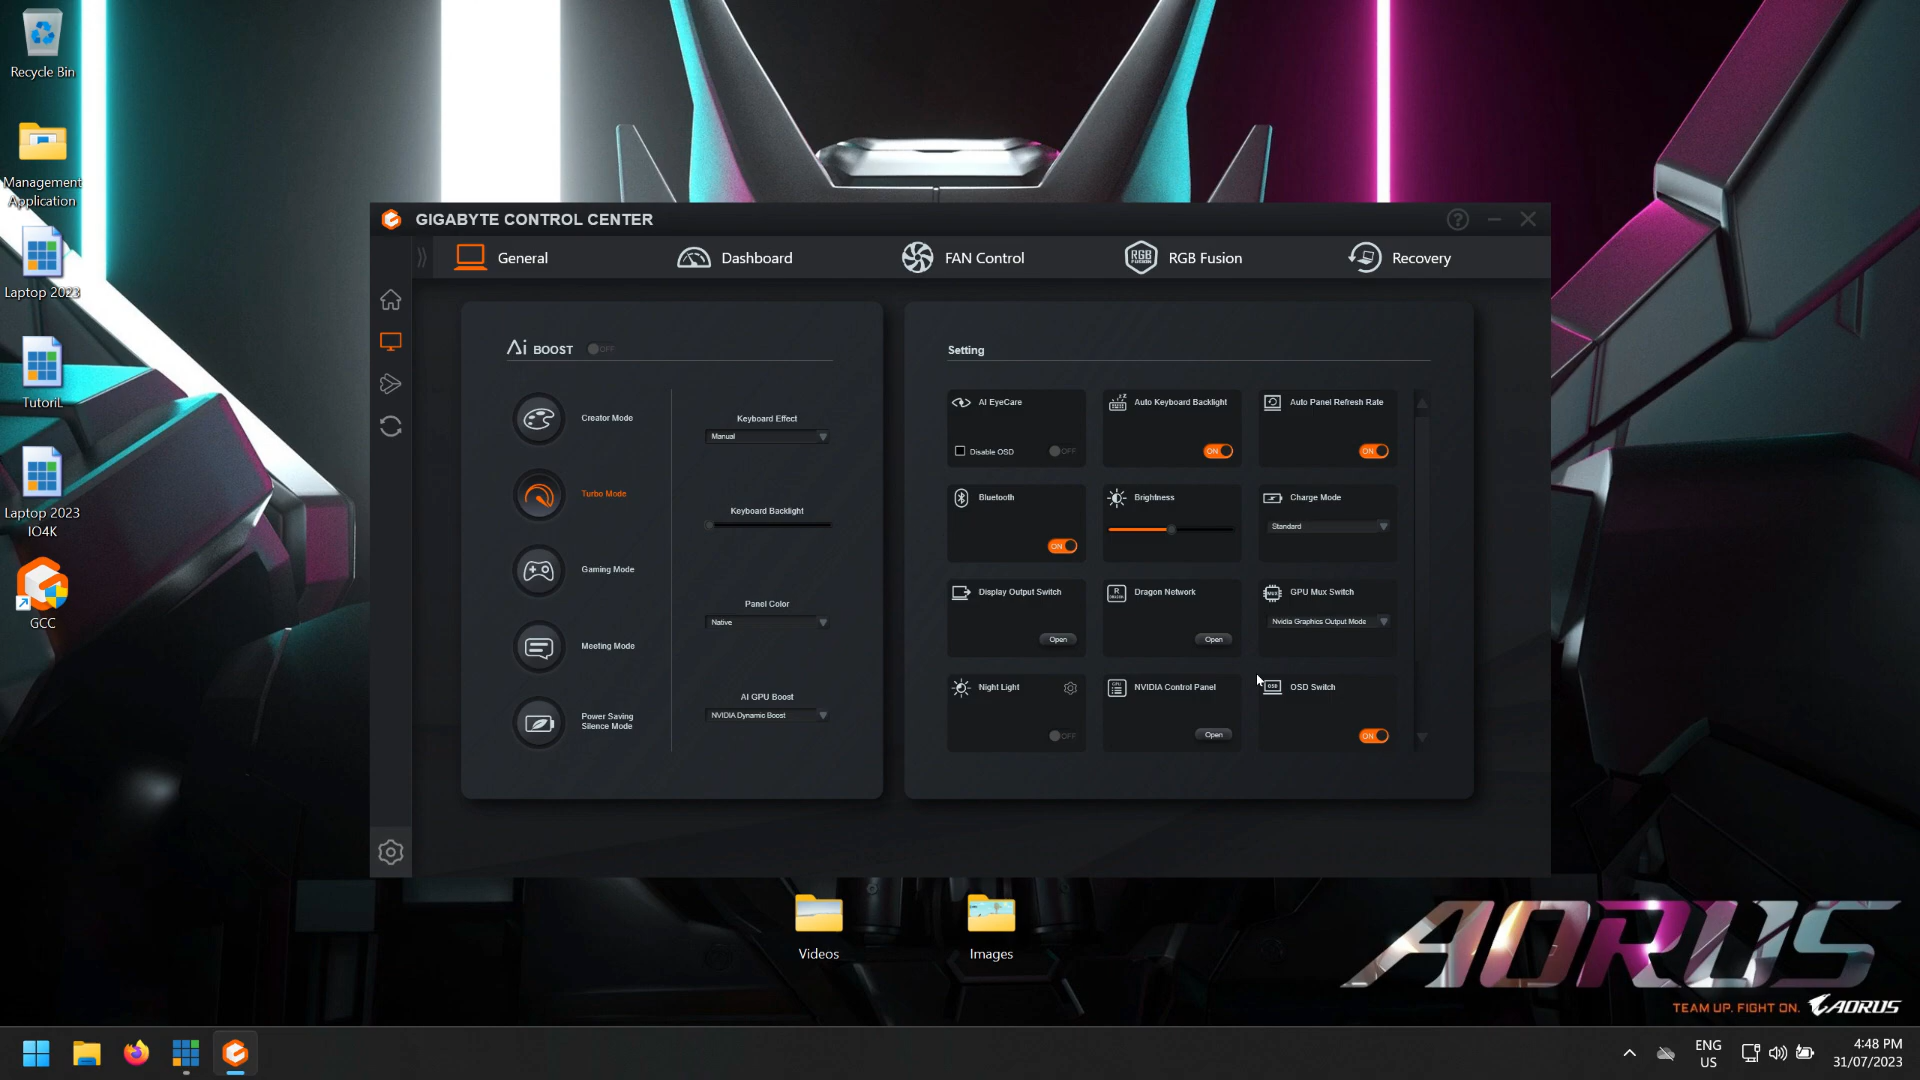 Recycle Bin
Management
Application
Laptop 2023
TutoriL
Laptop 2023
IO4K
GCC
GIGABYTE CONTROL CENTER
General
Dashboard
FAN Control
RGB
FUSION
RGB Fusion
Recovery
Ai BOOST
OFF
Creator Mode
Turbo Mode
Gaming Mode
Meeting Mode
Power Saving
Silence Mode
Keyboard Effect
Manual
Keyboard Backlight
Panel Color
Native
AI GPU Boost
NVIDIA Dynamic Boost
Setting
AI EyeCare
Disable OSD
OFF
Auto Keyboard Backlight
ON
Auto Panel Refresh Rate
ON
Bluetooth
ON
Brightness
Charge Mode
Standard
Display Output Switch
Open
Dragon Network
Open
GPU Mux Switch
Nvidia Graphics Output Mode
Night Light
OFF
NVIDIA Control Panel
Open
OSD Switch
ON
Videos
Images
AORUS
TEAM UP. FIGHT ON. AORUS
ENG
US
4:48 PM
31/07/2023